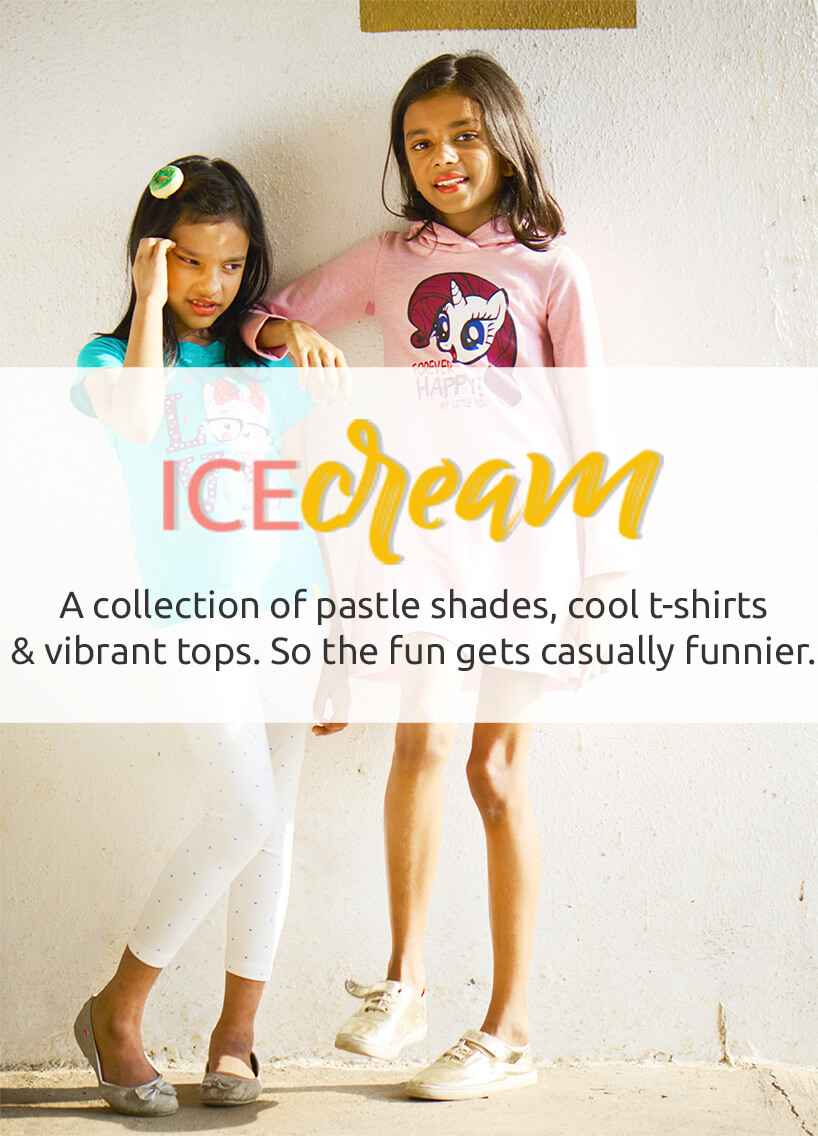 FOREVER
HAPPY!
MY LITTLE PONY
ICEcream
A collection of pastle shades, cool t-shirts
& vibrant tops. So the fun gets casually funnier.